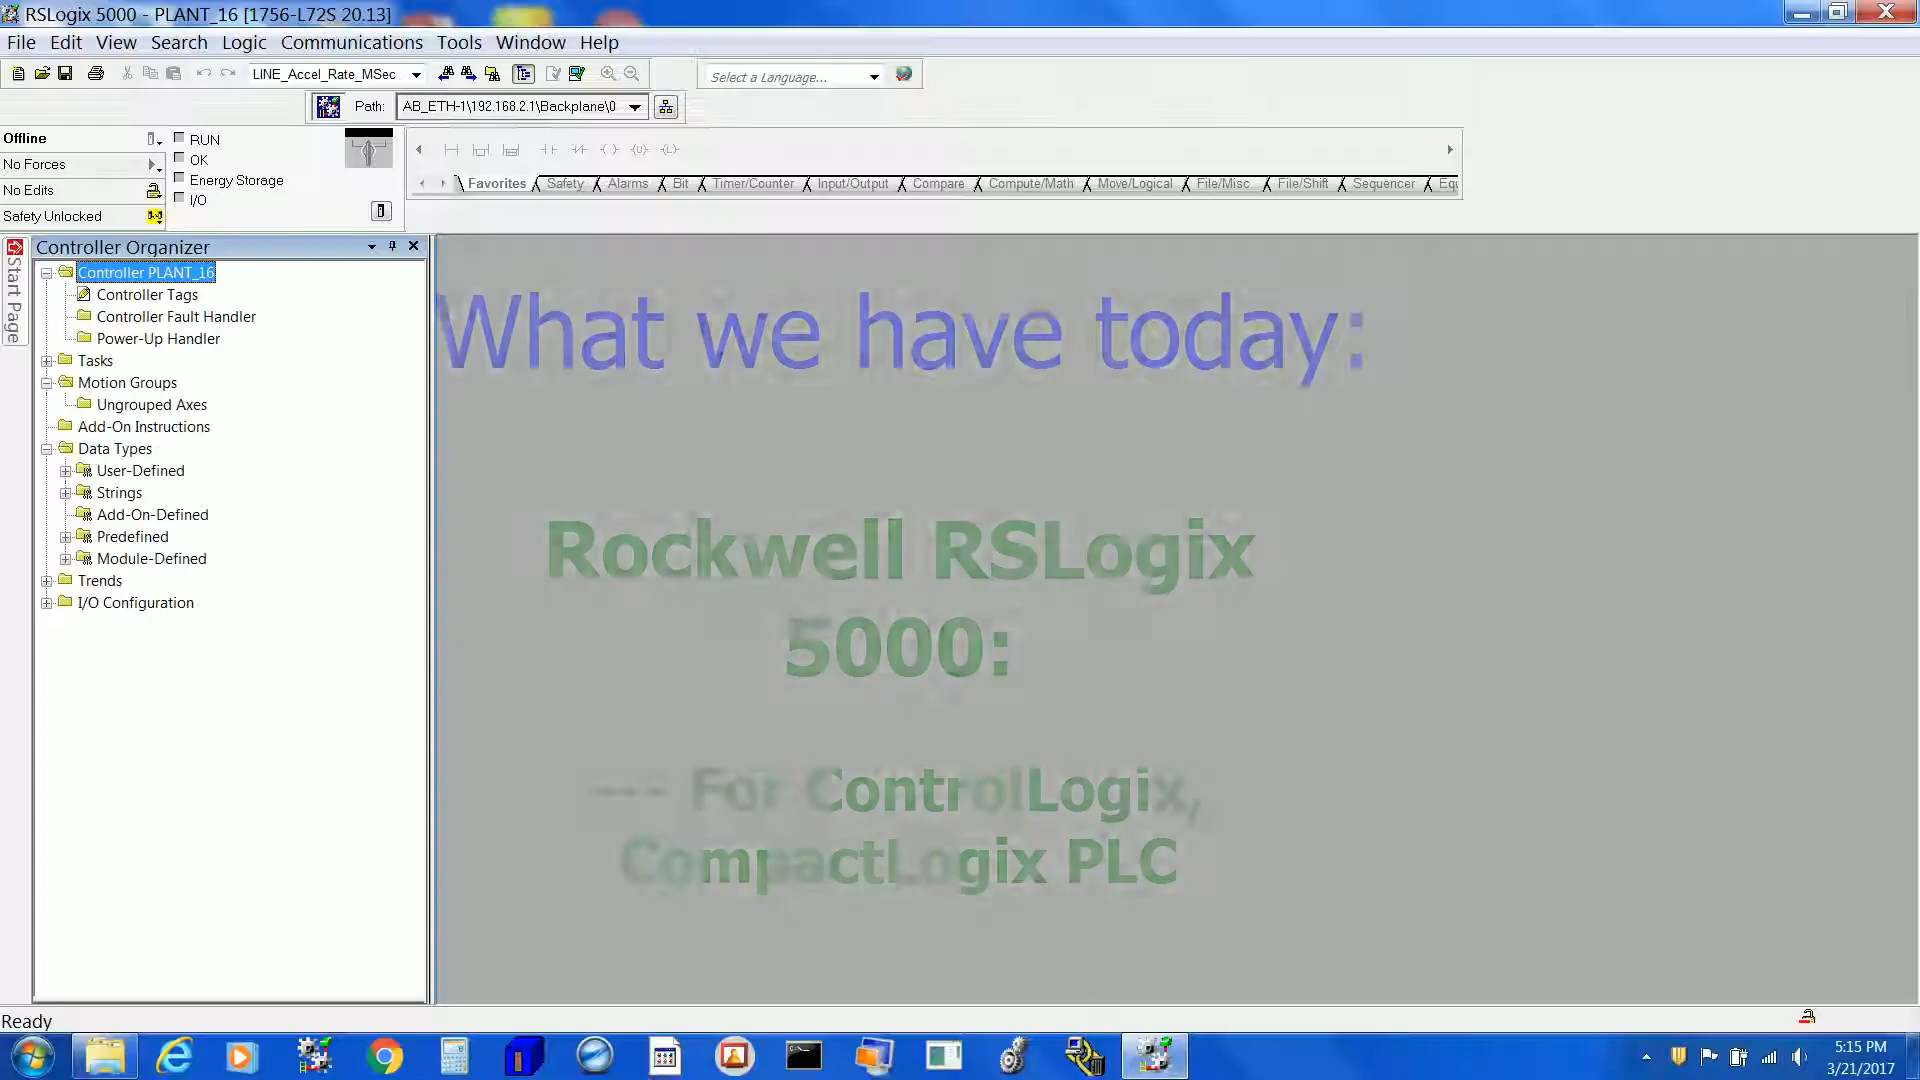 RSLogix 5000 - PLANT_16 [1756-L72S 20.13]
File Edit View Search Logic Communications Tools Window Help
LINE_Accel_Rate_MSec
Select a Language...
Path: AB_ETH-1\192.168.2.1\Backplane\0
Offline
No Forces
No Edits
Safety Unlocked
RUN
OK
Energy Storage
I/O
Favorites Safety Alarms Bit Timer/Counter Input/Output Compare Compute/Math Move/Logical File/Misc File/Shift Sequencer Equ
Start Page
Controller Organizer
Controller PLANT_16
Controller Tags
Controller Fault Handler
Power-Up Handler
Tasks
Motion Groups
Ungrouped Axes
Add-On Instructions
Data Types
User-Defined
Strings
Add-On-Defined
Predefined
Module-Defined
Trends
I/O Configuration
What we have today:
Rockwell RSLogix
5000:
--- For ControlLogix,
CompactLogix PLC
Ready
5:15 PM
3/21/2017